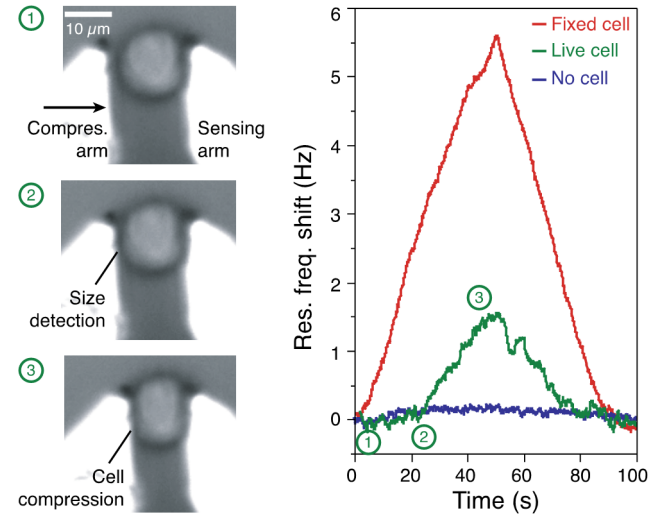 1
10 μm
Compres.
arm
Sensing
arm
2
Size
detection
3
Cell
compression
Res. freq. shift (Hz)
6
5
4
3
2
1
0
Fixed cell
Live cell
No cell
3
1
2
0 20 40 60 80 100
Time (s)